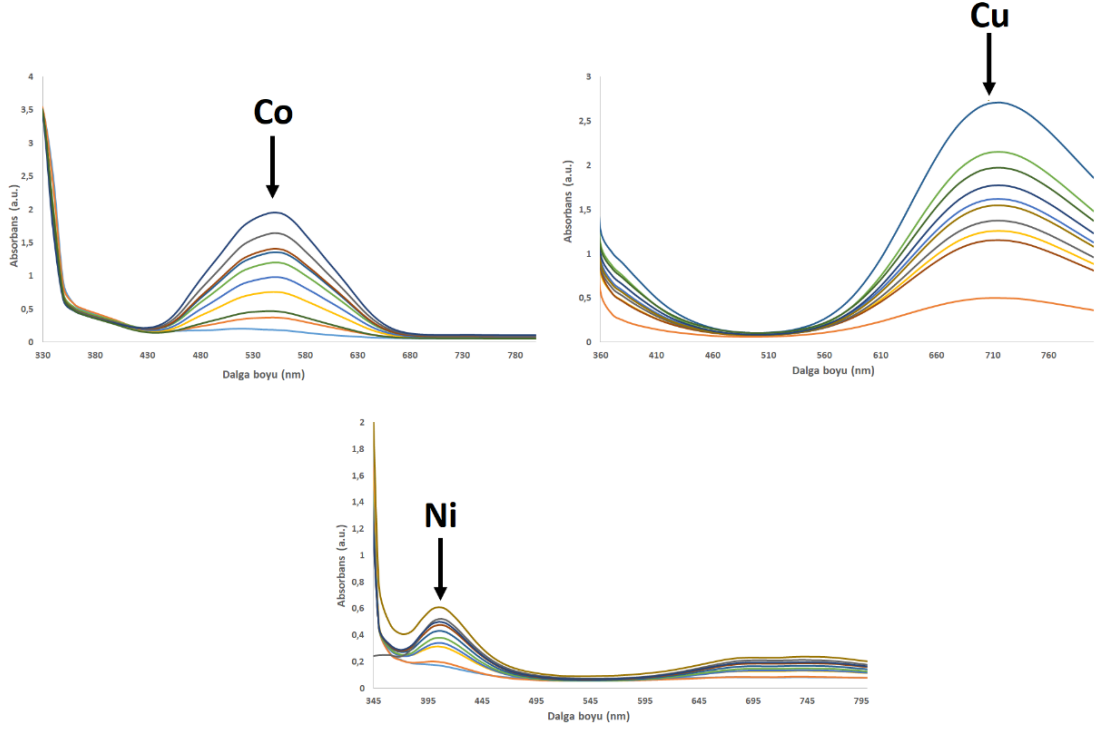 Co
4
3,5
3
2,5
2
1,5
1
0,5
0
330 380 430 480 530 580 630 680 730 780
Absorbans (a.u.)
Dalga boyu (nm)
Cu
3
2,5
2
1,5
1
0,5
0
360 410 460 510 560 610 660 710 760
Absorbans (a.u.)
Dalga boyu (nm)
Ni
2
1,8
1,6
1,4
1,2
1
0,8
0,6
0,4
0,2
0
345 395 445 495 545 595 645 695 745 795
Absorbans (a.u.)
Dalga boyu (nm)